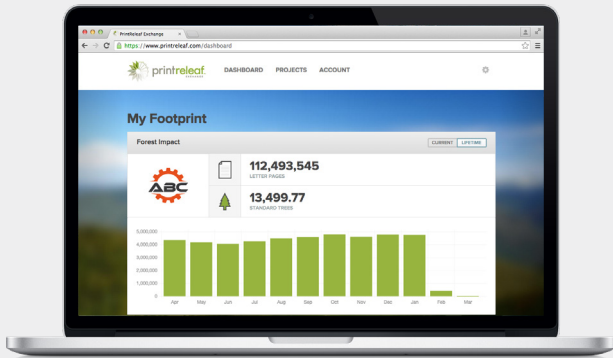 PrintReleaf Exchange
https://www.printreleaf.com/dashboard
printreleaf.
EXCHANGE
DASHBOARD PROJECTS ACCOUNT
My Footprint
Forest Impact
CURRENT LIFETIME
ABC
112,493,545
LETTER PAGES
13,499.77
STANDARD TREES
5,000,000
4,000,000
3,000,000
2,000,000
1,000,000
0
Apr May Jun Jul Aug Sep Oct Nov Dec Jan Feb Mar